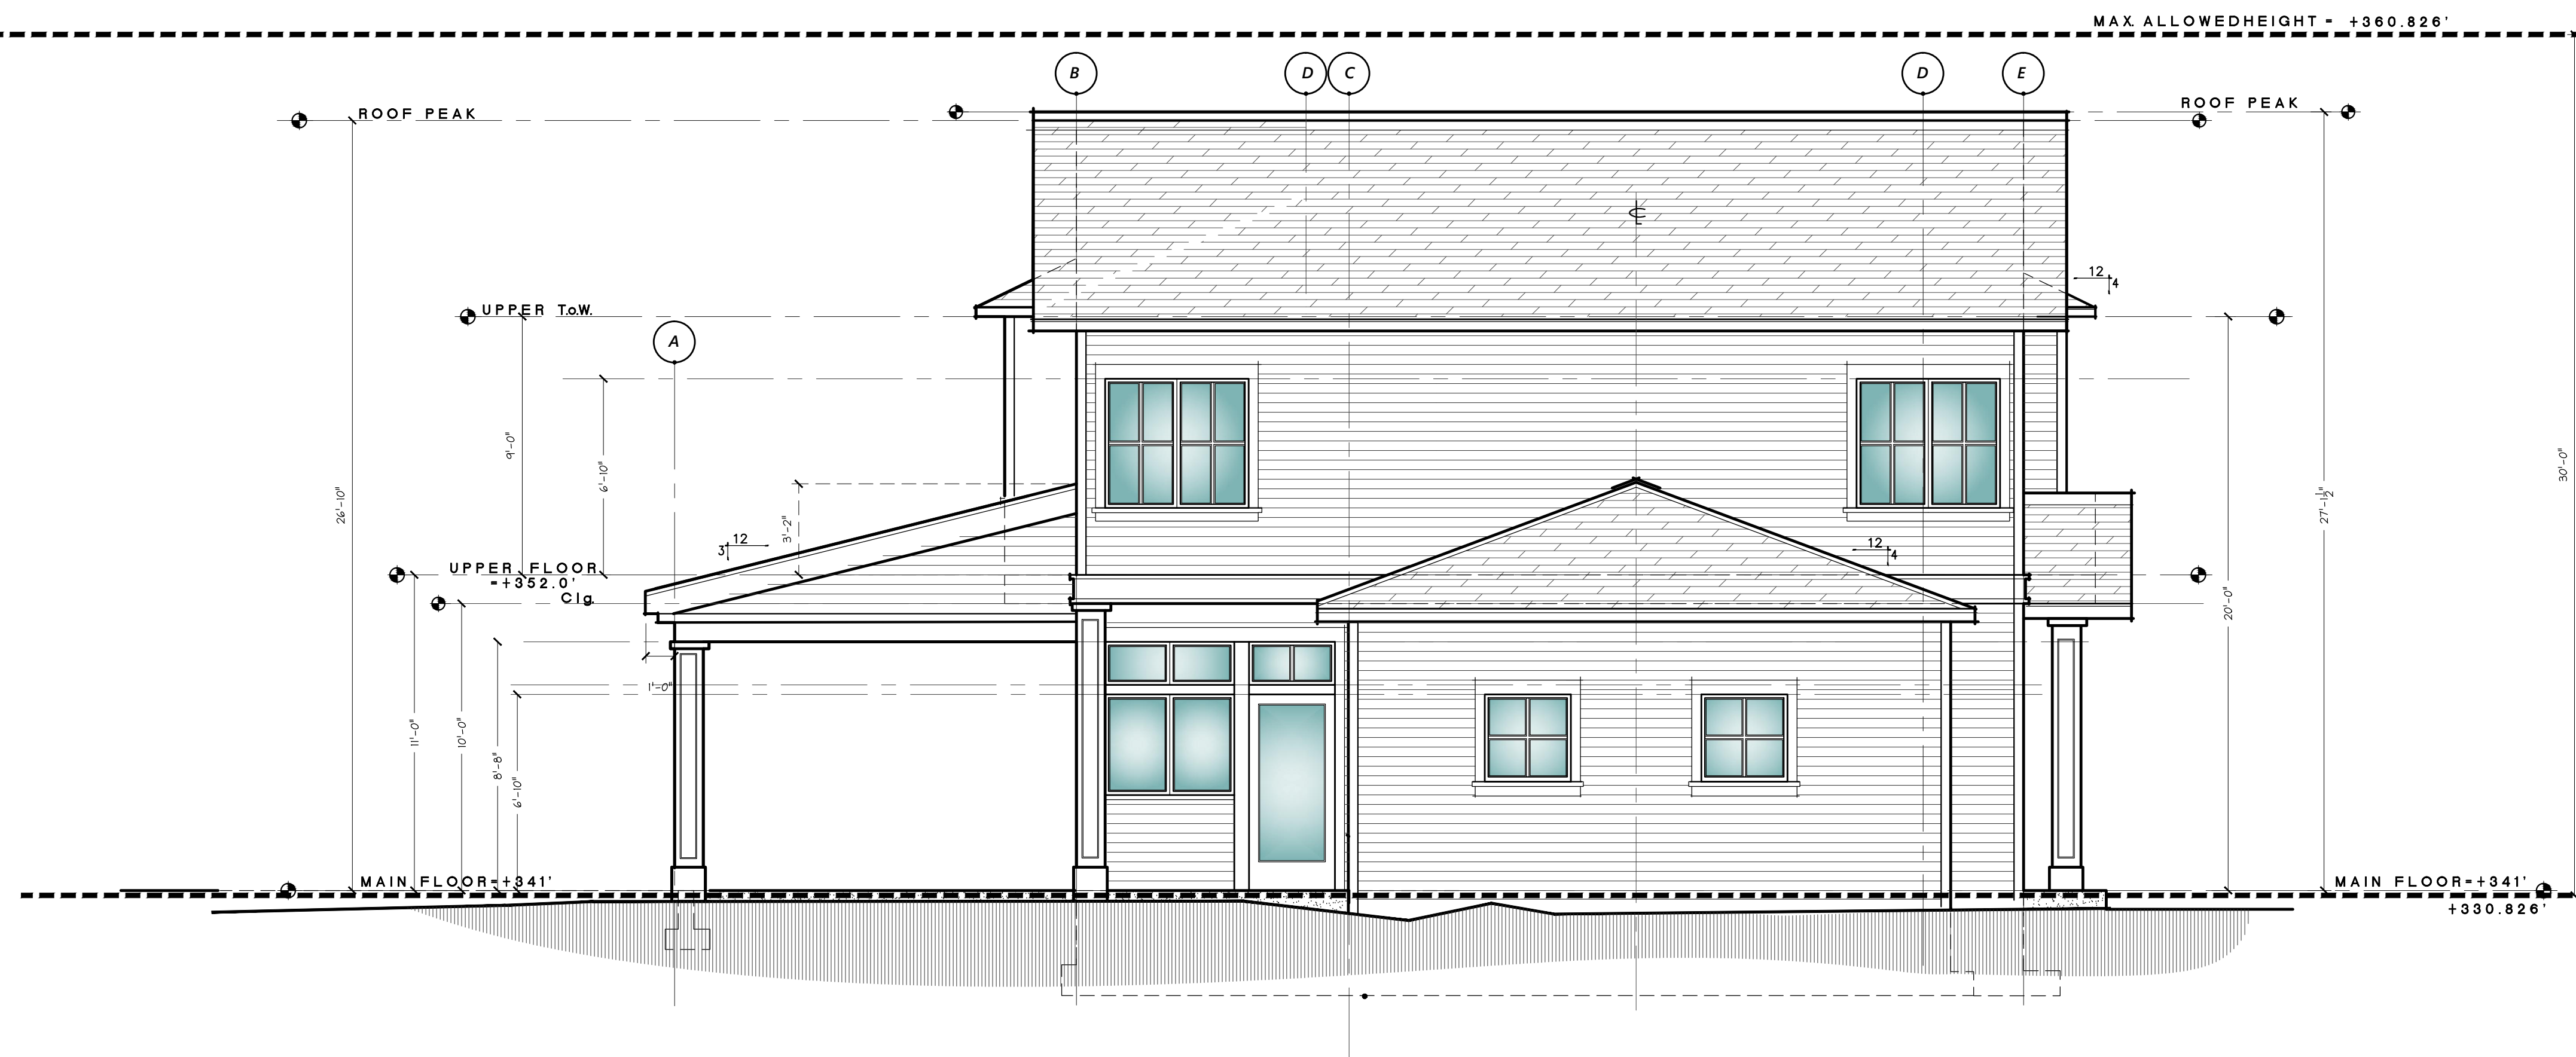 MAX. ALLOWEDHEIGHT = +360.826'
B
D
C
D
E
ROOF PEAK
ROOF PEAK
℄
12
4
UPPER T.o.W.
A
9'-0"
6'-10"
26'-10"
3'-2"
27'-1½"
30'-0"
12
3
12
4
UPPER FLOOR
=+352.0'
Clg.
20'-0"
1'-0"
11'-0"
10'-0"
8'-8"
6'-10"
MAIN FLOOR=+341'
MAIN FLOOR=+341'
+330.826'